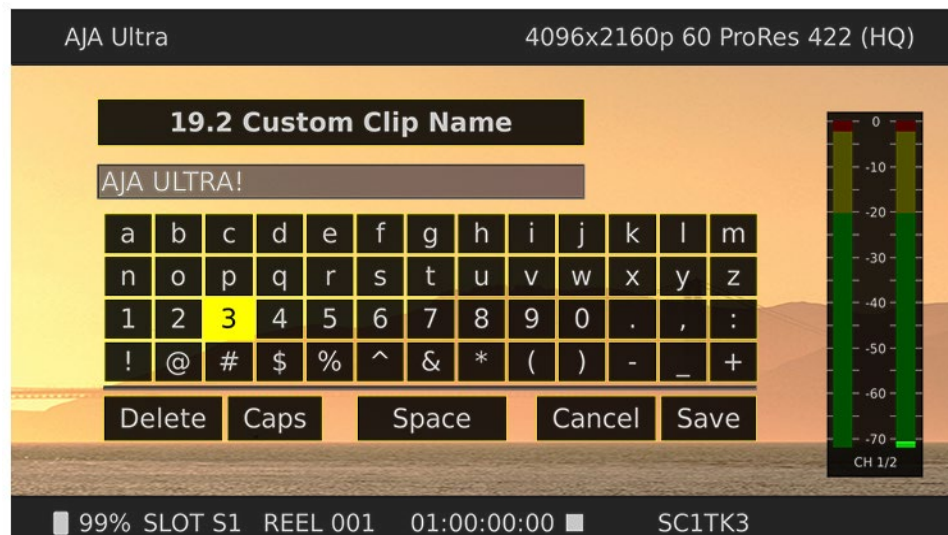 AJA Ultra 4096x2160p 60 ProRes 422 (HQ)
19.2 Custom Clip Name
AJA ULTRA!
a b c d e f g h i j k l m
n o p q r s t u v w x y z
1 2 3 4 5 6 7 8 9 0 . , :
! @ # $ % ^ & * ( ) - _ +
Delete Caps Space Cancel Save
0
-10
-20
-30
-40
-50
-60
-70
CH 1/2
99% SLOT S1 REEL 001 01:00:00:00 SC1TK3